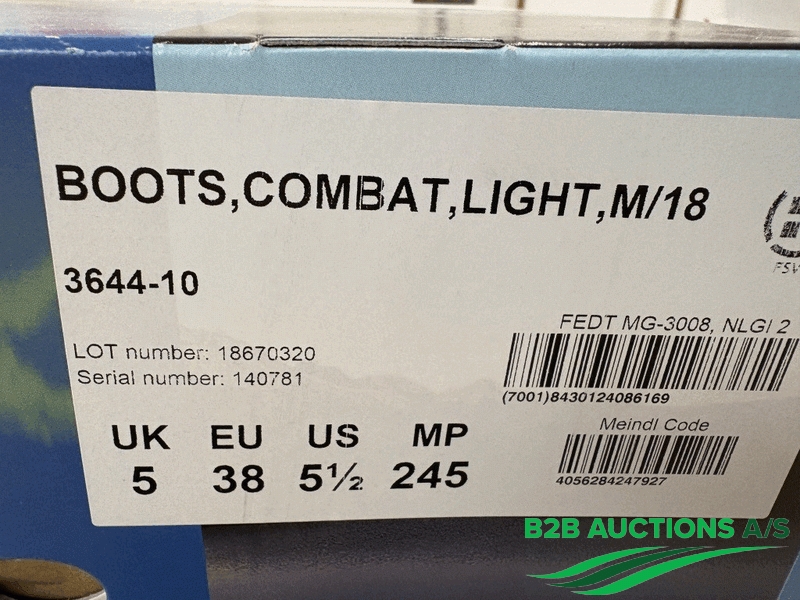 BOOTS,COMBAT,LIGHT,M/18
3644-10
LOT number: 18670320
Serial number: 140781
FEDT MG-3008, NLGI 2
(7001)8430124086169
Meindl Code
4056284247927
UK EU US MP
5 38 5½ 245
B2B AUCTIONS A/S